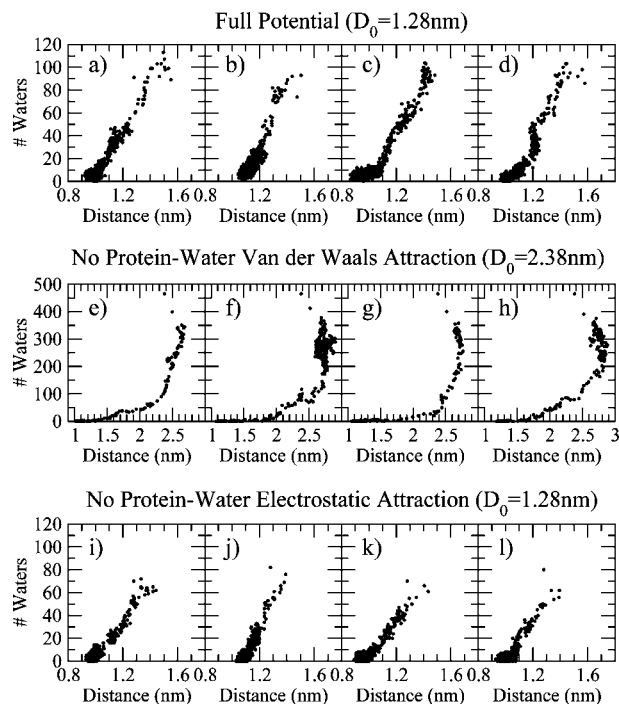 Full Potential (D0=1.28nm)
120
100
80
60
40
20
0
# Waters
a)
b)
c)
d)
0.8 1.2 1.6 0.8 1.2 1.6 0.8 1.2 1.6 0.8 1.2 1.6
Distance (nm) Distance (nm) Distance (nm) Distance (nm)
No Protein-Water Van der Waals Attraction (D0=2.38nm)
500
400
300
200
100
0
# Waters
e)
f)
g)
h)
1 1.5 2 2.5 1 1.5 2 2.5 1 1.5 2 2.5 1 1.5 2 2.5 3
Distance (nm) Distance (nm) Distance (nm) Distance (nm)
No Protein-Water Electrostatic Attraction (D0=1.28nm)
120
100
80
60
40
20
0
# Waters
i)
j)
k)
l)
0.8 1.2 1.6 0.8 1.2 1.6 0.8 1.2 1.6 0.8 1.2 1.6
Distance (nm) Distance (nm) Distance (nm) Distance (nm)